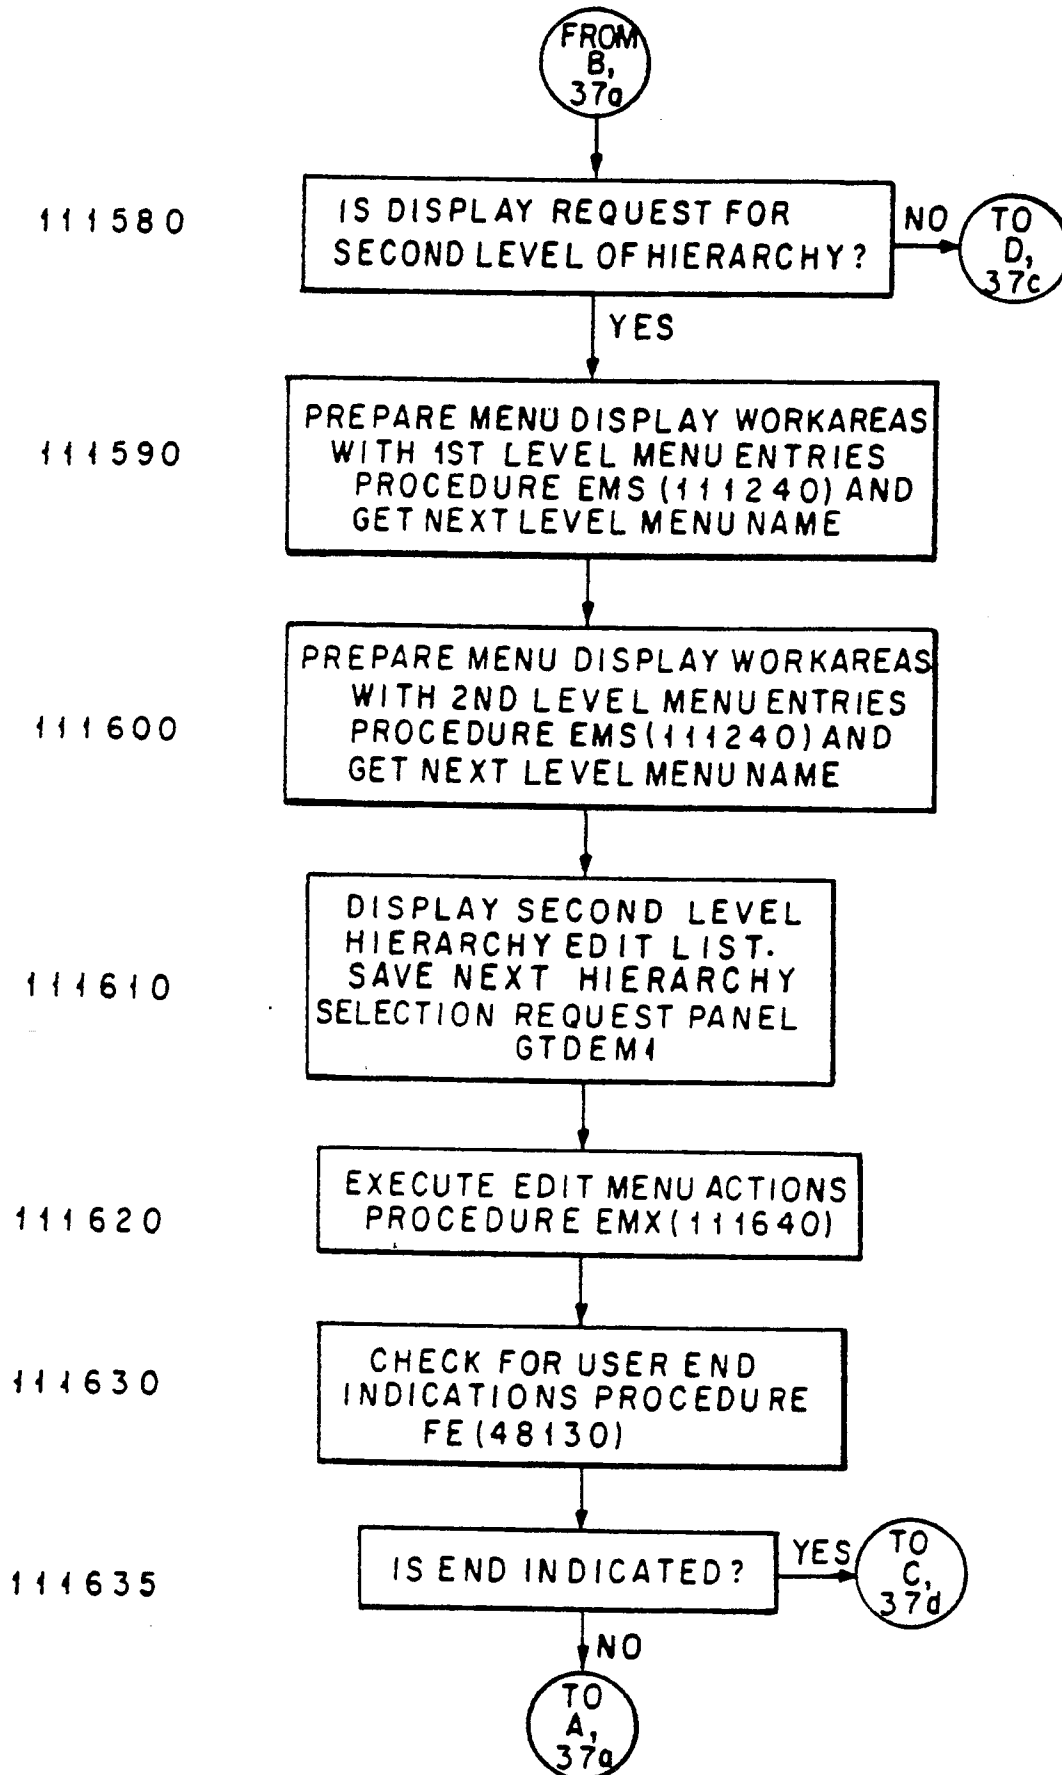 FROM
B,
37a
111580
IS DISPLAY REQUEST FOR
SECOND LEVEL OF HIERARCHY?
NO
TO
D,
37c
YES
111590
PREPARE MENU DISPLAY WORKAREAS
WITH 1ST LEVEL MENU ENTRIES
PROCEDURE EMS (111240) AND
GET NEXT LEVEL MENU NAME
111600
PREPARE MENU DISPLAY WORKAREAS
WITH 2ND LEVEL MENU ENTRIES
PROCEDURE EMS (111240) AND
GET NEXT LEVEL MENU NAME
111610
DISPLAY SECOND LEVEL
HIERARCHY EDIT LIST.
SAVE NEXT HIERARCHY
SELECTION REQUEST PANEL
GTDEM1
111620
EXECUTE EDIT MENU ACTIONS
PROCEDURE EMX (111640)
111630
CHECK FOR USER END
INDICATIONS PROCEDURE
FE (48130)
111635
IS END INDICATED?
YES
TO
C,
37d
NO
TO
A,
37a